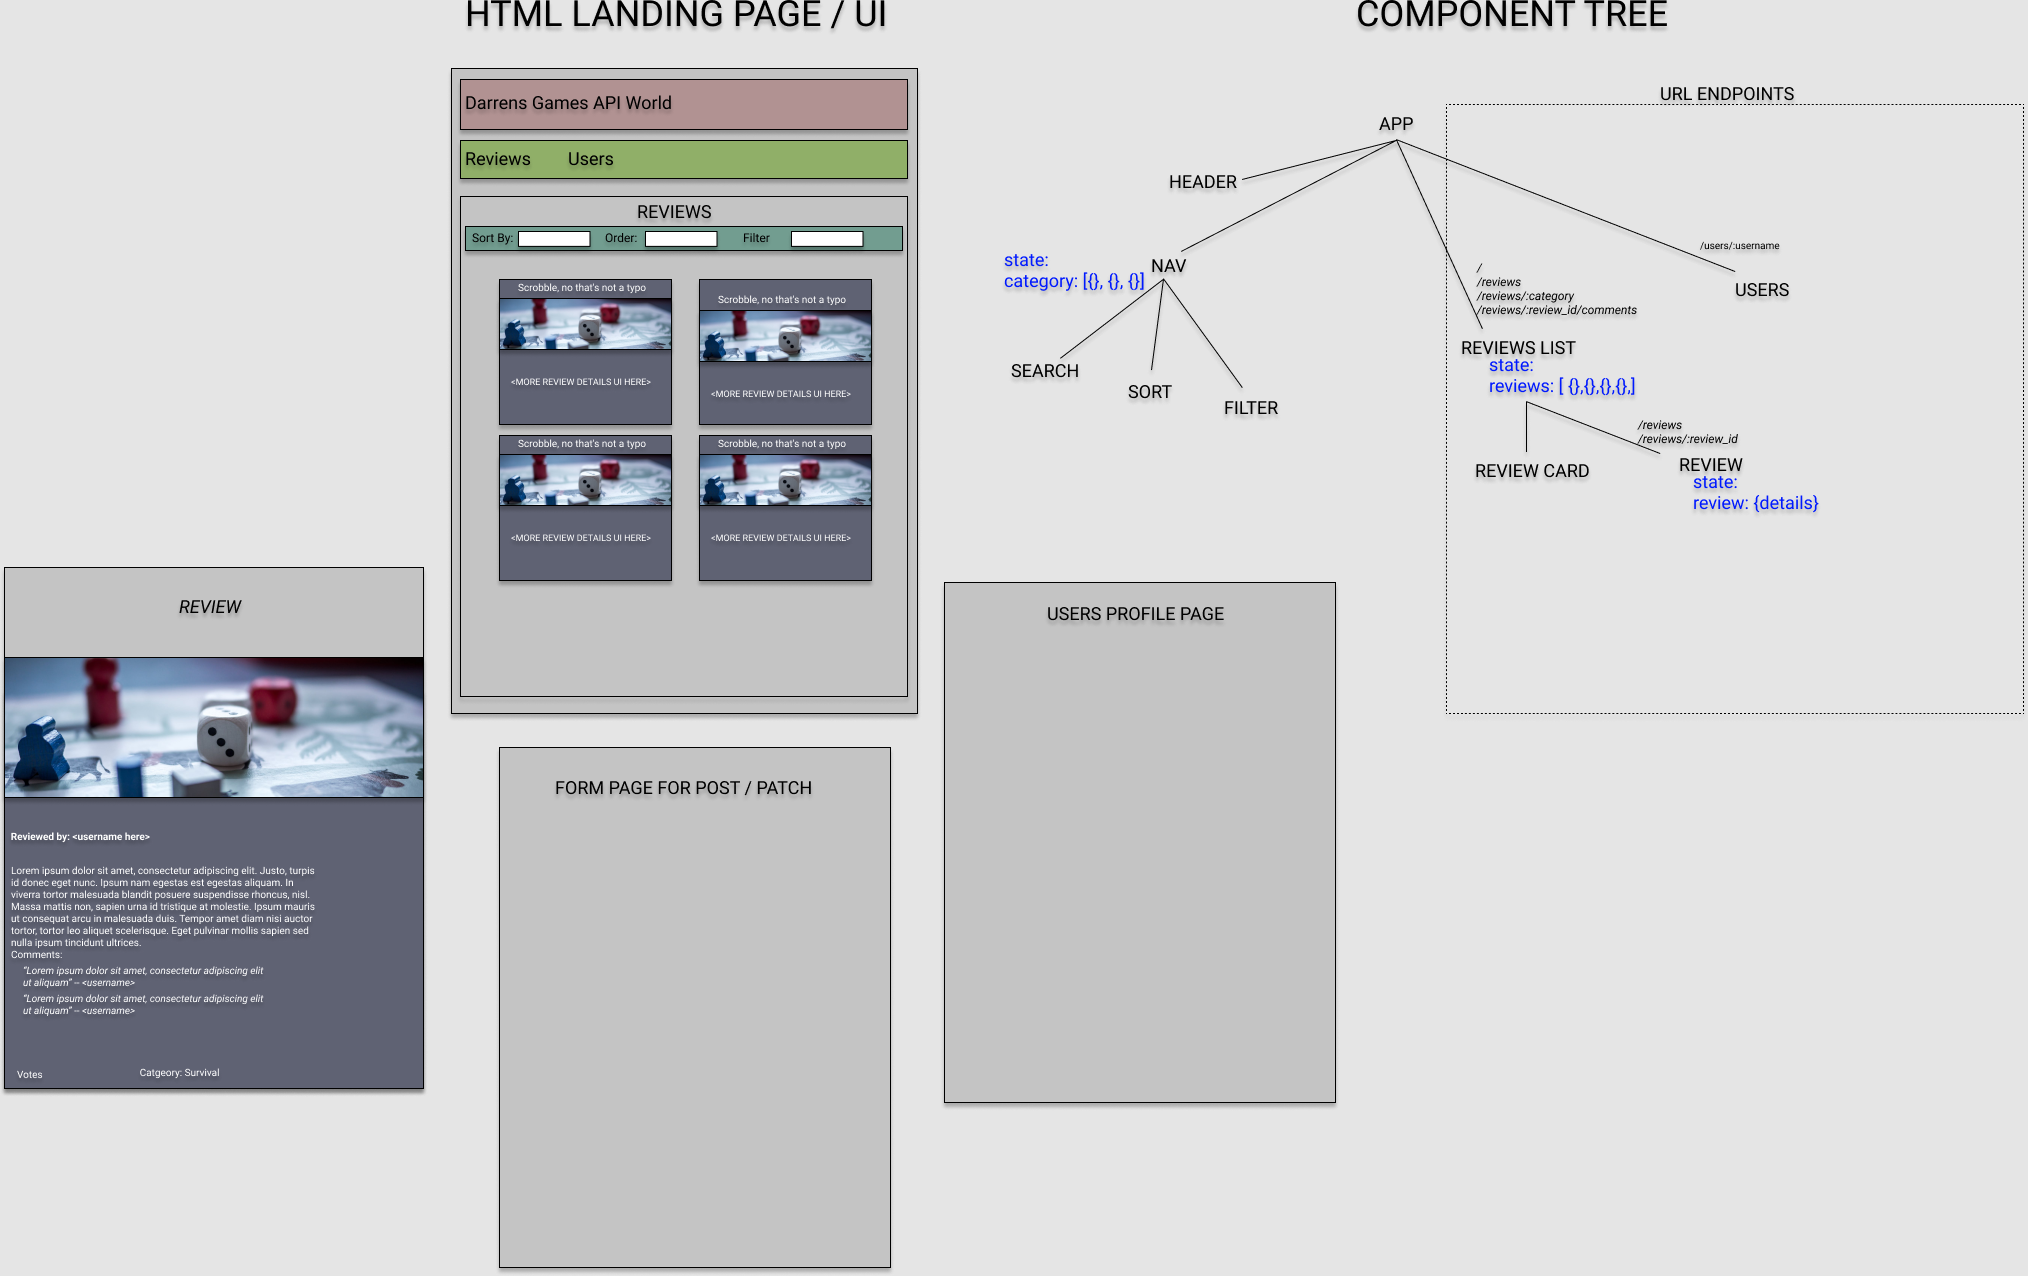 HTML LANDING PAGE / UI
Darrens Games API World
Reviews Users
REVIEWS
Sort By: Order: Filter
Scrobble, no that's not a typo
<MORE REVIEW DETAILS UI HERE>
Scrobble, no that's not a typo
<MORE REVIEW DETAILS UI HERE>
Scrobble, no that's not a typo
<MORE REVIEW DETAILS UI HERE>
Scrobble, no that's not a typo
<MORE REVIEW DETAILS UI HERE>
COMPONENT TREE
URL ENDPOINTS
APP
HEADER
NAV
state:
category: [{}, {}, {}]
SEARCH
SORT
FILTER
/users/:username
USERS
/
/reviews
/reviews/:category
/reviews/:review_id/comments
REVIEWS LIST
state:
reviews: [ {},{},{},{},]
/reviews
/reviews/:review_id
REVIEW CARD
REVIEW
state:
review: {details}
REVIEW
Reviewed by: <username here>
Lorem ipsum dolor sit amet, consectetur adipiscing elit. Justo, turpis
id donec eget nunc. Ipsum nam egestas est egestas aliquam. In
viverra tortor malesuada blandit posuere suspendisse rhoncus, nisl.
Massa mattis non, sapien urna id tristique at molestie. Ipsum mauris
ut consequat arcu in malesuada duis. Tempor amet diam nisi auctor
tortor, tortor leo aliquet scelerisque. Eget pulvinar mollis sapien sed
nulla ipsum tincidunt ultrices.
Comments:
“Lorem ipsum dolor sit amet, consectetur adipiscing elit
ut aliquam” -- <username>
“Lorem ipsum dolor sit amet, consectetur adipiscing elit
ut aliquam” -- <username>
Votes Catgeory: Survival
FORM PAGE FOR POST / PATCH
USERS PROFILE PAGE